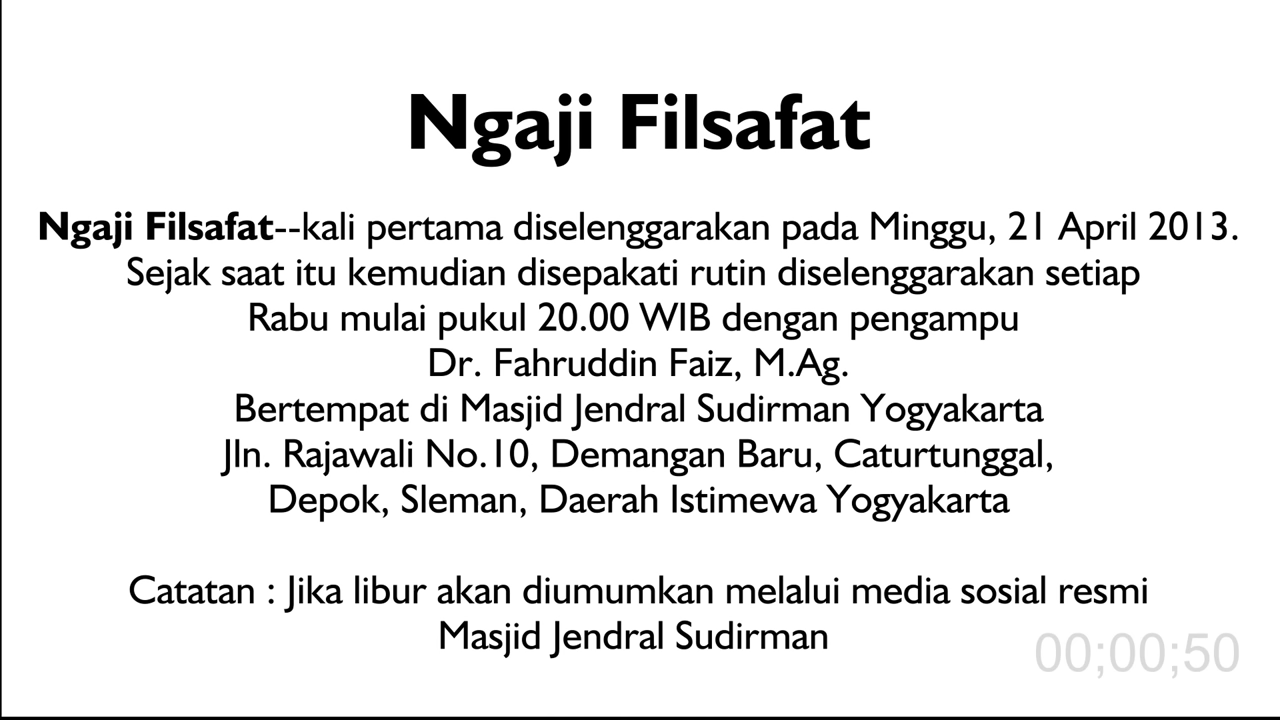 Ngaji Filsafat
Ngaji Filsafat--kali pertama diselenggarakan pada Minggu, 21 April 2013.
Sejak saat itu kemudian disepakati rutin diselenggarakan setiap
Rabu mulai pukul 20.00 WIB dengan pengampu
Dr. Fahruddin Faiz, M.Ag.
Bertempat di Masjid Jendral Sudirman Yogyakarta
Jln. Rajawali No.10, Demangan Baru, Caturtunggal,
Depok, Sleman, Daerah Istimewa Yogyakarta
Catatan : Jika libur akan diumumkan melalui media sosial resmi
Masjid Jendral Sudirman
00;00;50